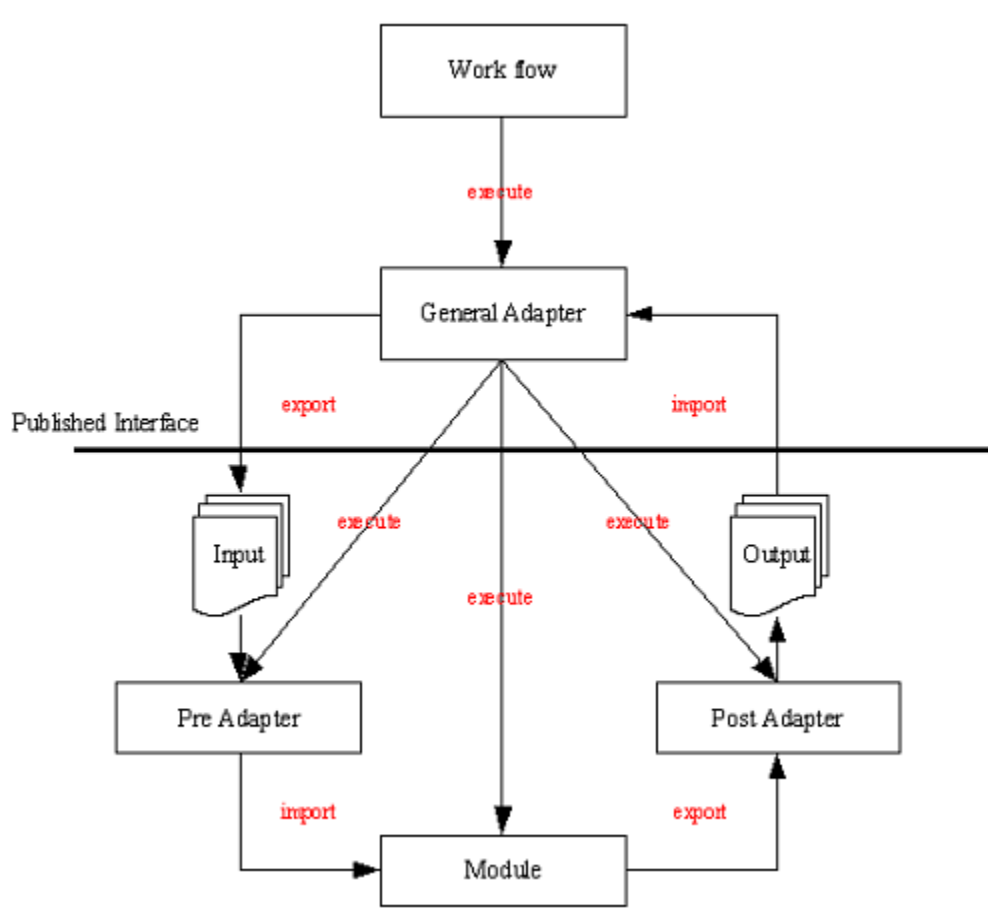 Work flow
execute
General Adapter
export
import
Published Interface
execute
execute
Input
Output
execute
Pre Adapter
Post Adapter
import
export
Module